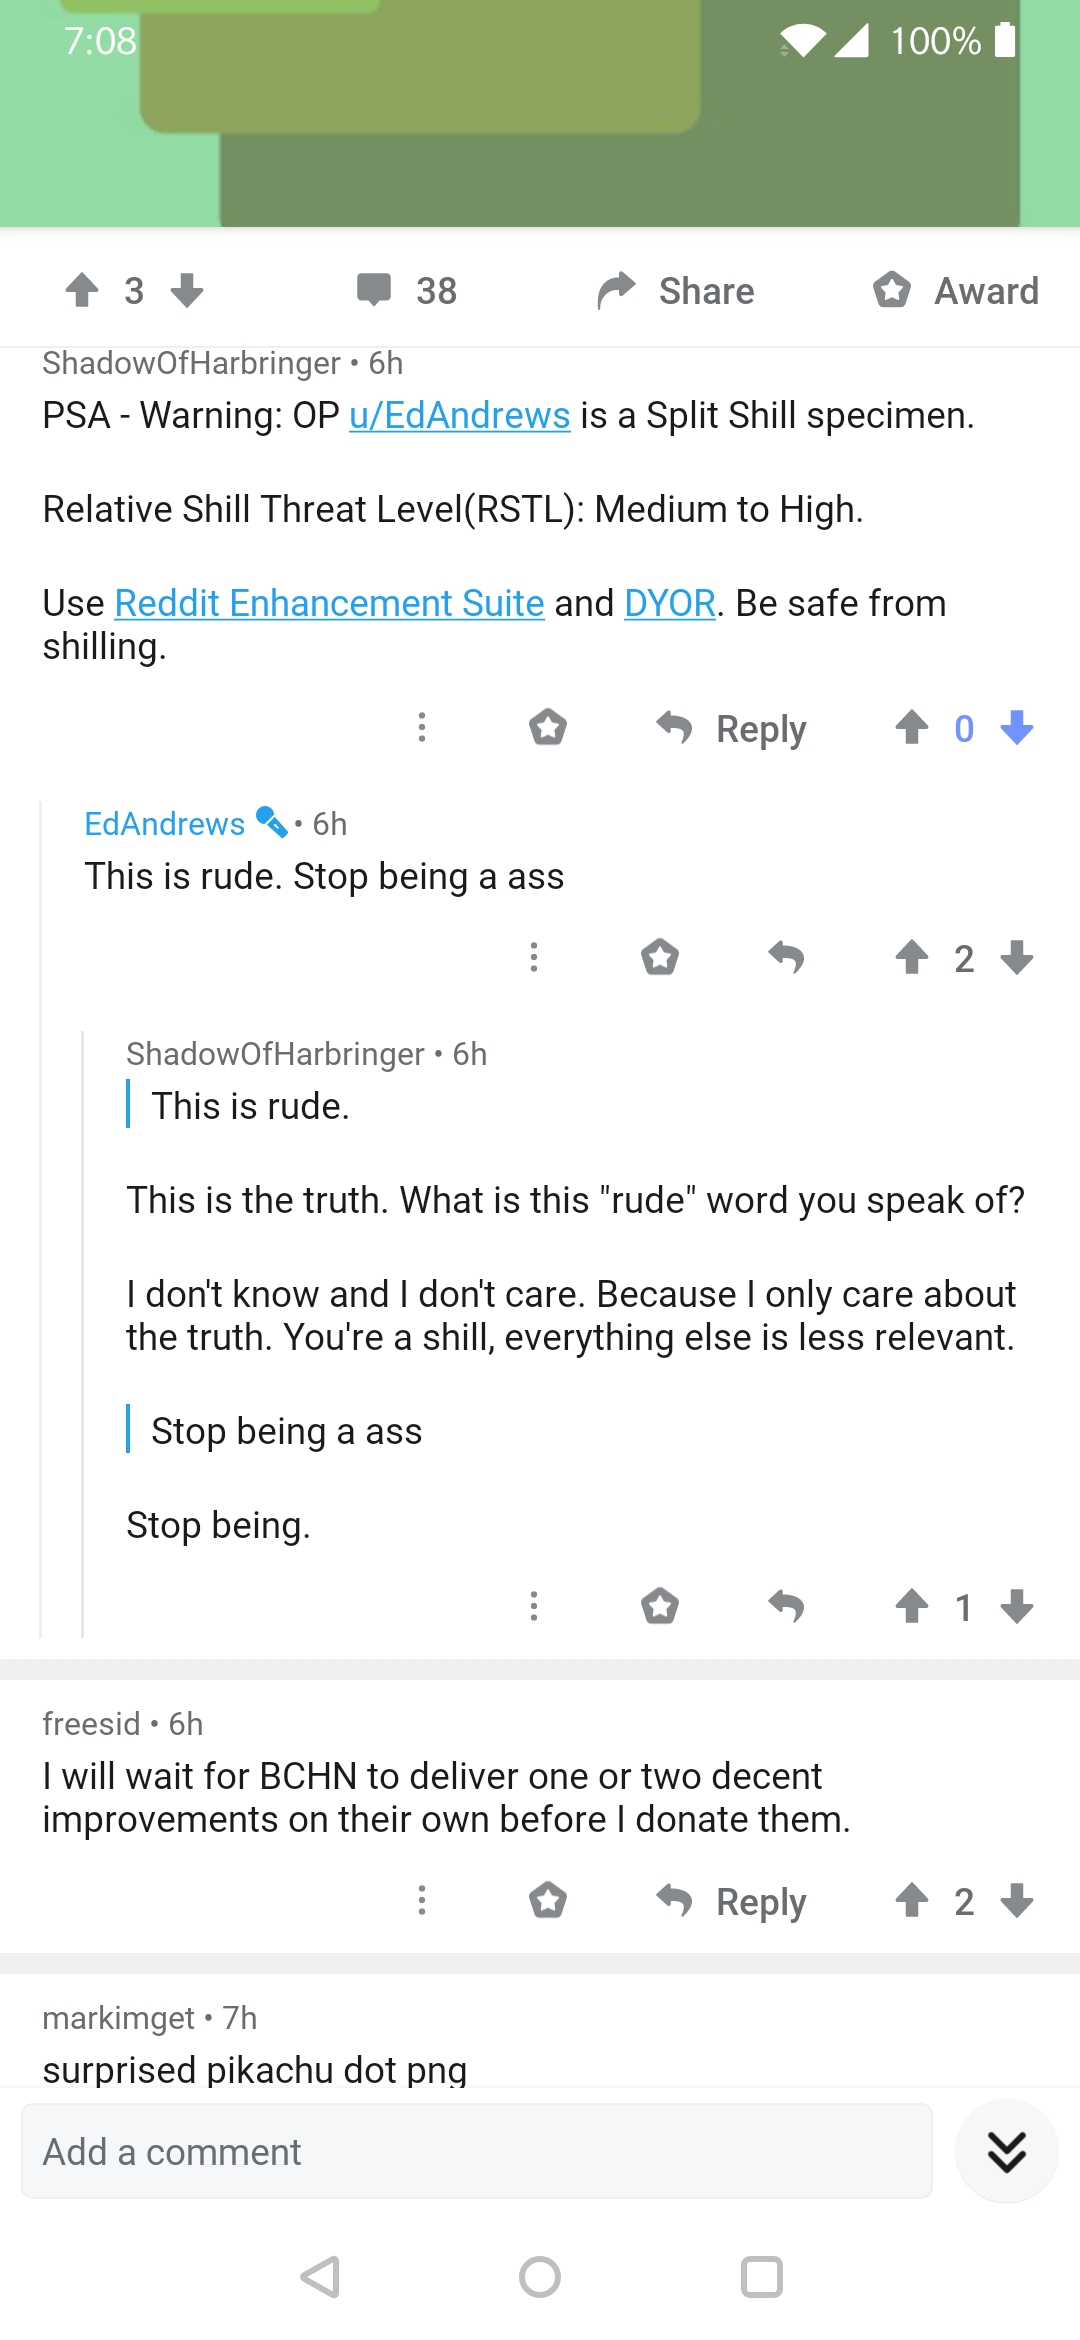 7:08
100%
3
38
Share
Award
ShadowOfHarbringer • 6h
PSA - Warning: OP u/EdAndrews is a Split Shill specimen.
Relative Shill Threat Level(RSTL): Medium to High.
Use Reddit Enhancement Suite and DYOR. Be safe from
shilling.
Reply
0
EdAndrews • 6h
This is rude. Stop being a ass
2
ShadowOfHarbringer • 6h
This is rude.
This is the truth. What is this "rude" word you speak of?
I don't know and I don't care. Because I only care about
the truth. You're a shill, everything else is less relevant.
Stop being a ass
Stop being.
1
freesid • 6h
I will wait for BCHN to deliver one or two decent
improvements on their own before I donate them.
Reply
2
markimget • 7h
surprised pikachu dot png
Add a comment